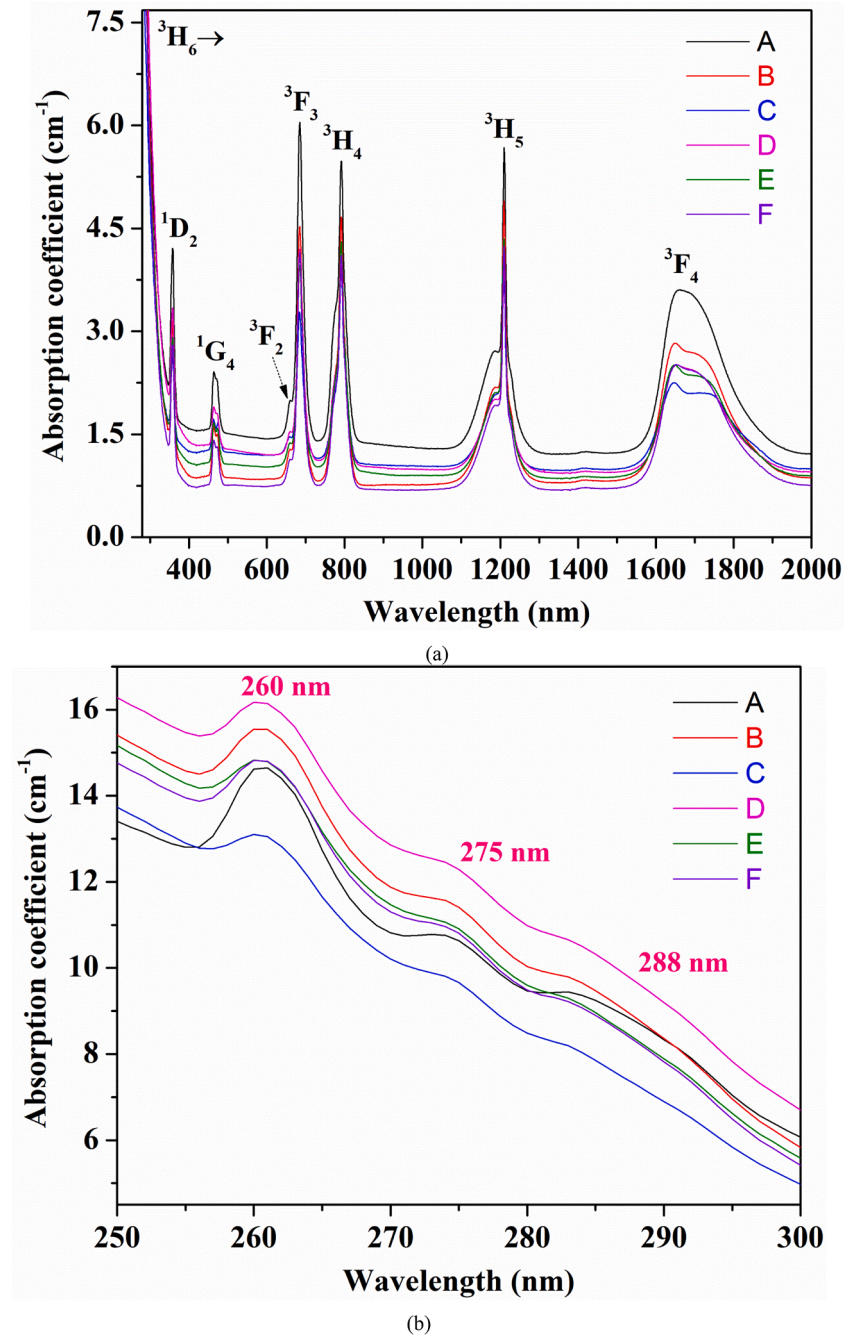 ³H₆→
³F₃
³H₄
³H₅
¹D₂
¹G₄
³F₂
³F₄
A
B
C
D
E
F
7.5
6.0
4.5
3.0
1.5
0.0
Absorption coefficient (cm⁻¹)
400 600 800 1000 1200 1400 1600 1800 2000
Wavelength (nm)
(a)
260 nm
275 nm
288 nm
A
B
C
D
E
F
16
14
12
10
8
6
Absorption coefficient (cm⁻¹)
250 260 270 280 290 300
Wavelength (nm)
(b)